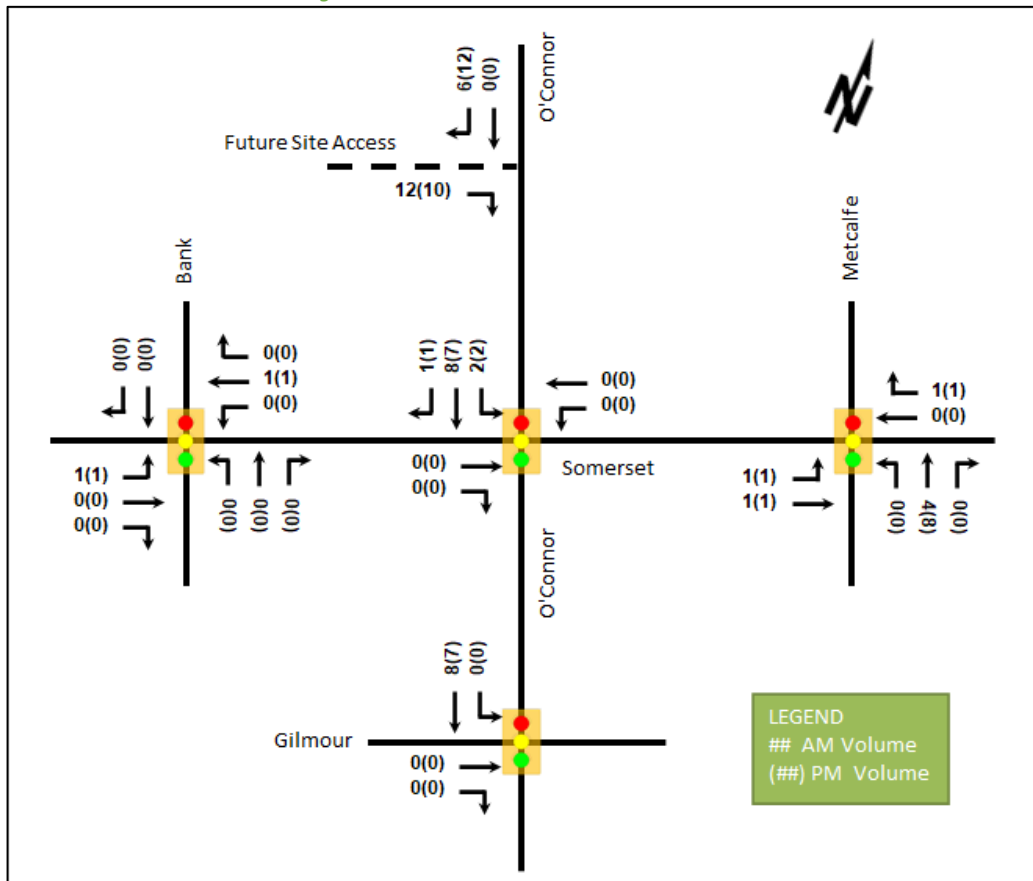 O'Connor
6(12)
0(0)
Future Site Access
12(10)
Bank
Metcalfe
0(0)
0(0)
0(0)
1(1)
0(0)
1(1)
8(7)
2(2)
0(0)
0(0)
1(1)
0(0)
1(1)
0(0)
0(0)
0(0)
0(0)
0(0)
0(0)
0(0)
Somerset
1(1)
1(1)
0(0)
4(8)
0(0)
O'Connor
8(7)
0(0)
Gilmour
0(0)
0(0)
N
LEGEND
## AM Volume
(##) PM Volume